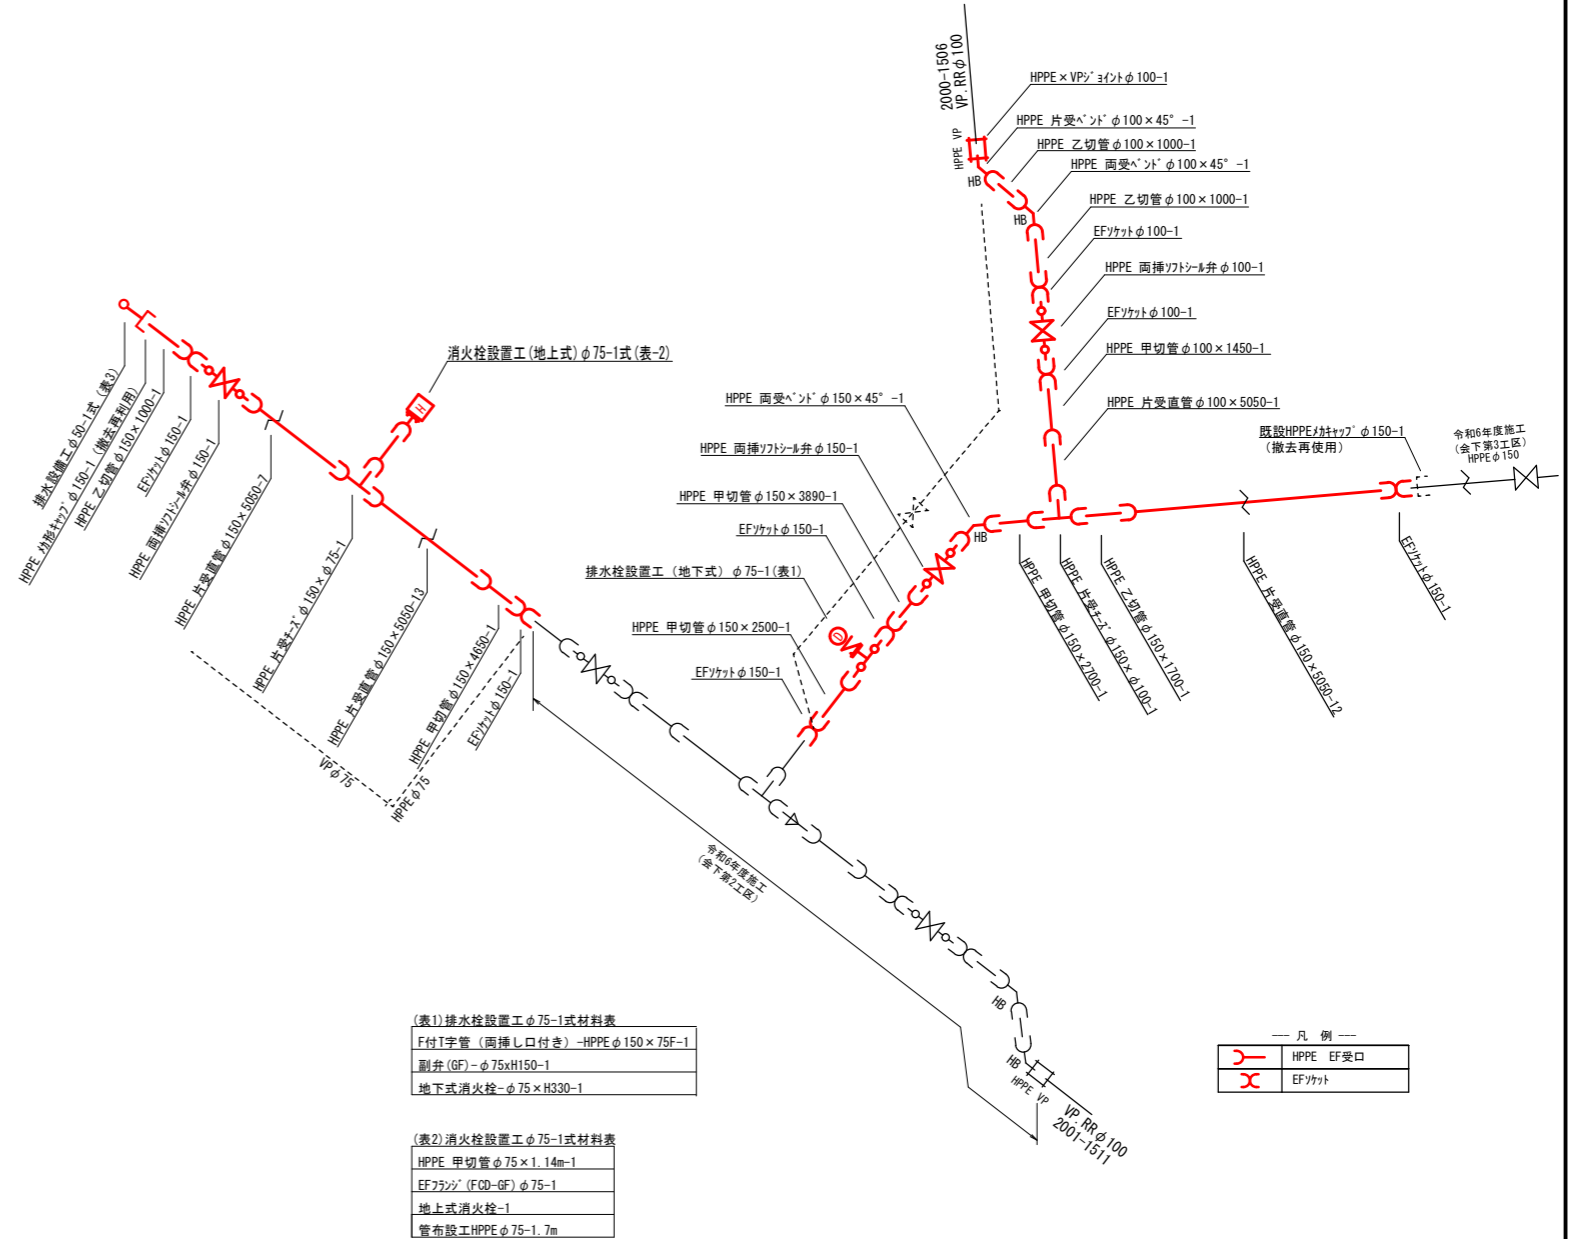 2000-1506
VP.RRφ100
HPPE VP
HPPE×VPｼﾞｮｲﾝﾄφ100-1
HPPE 片受ﾍﾞﾝﾄﾞφ100×45° -1
HPPE 乙切管φ100×1000-1
HPPE 両受ﾍﾞﾝﾄﾞφ100×45° -1
HB
HB
HPPE 乙切管φ100×1000-1
EFｿｹｯﾄφ100-1
HPPE 両挿ｿﾌﾄｼｰﾙ弁φ100-1
EFｿｹｯﾄφ100-1
HPPE 甲切管φ100×1450-1
HPPE 片受直管φ100×5050-1
既設HPPEﾒｶｷｬｯﾌﾟφ150-1
(撤去再使用)
令和6年度施工
(会下第3工区)
HPPEφ150
消火栓設置工(地上式)φ75-1式(表-2)
H
排水設備工φ50-1式 (表3)
HPPE ﾒｶ形ｷｬｯﾌﾟφ150-1 (撤去再利用)
HPPE 乙切管φ150×1000-1
EFｿｹｯﾄφ150-1
HPPE 両挿ｿﾌﾄｼｰﾙ弁φ150-1
HPPE 片受直管φ150×5050-7
HPPE 片受ﾁｰｽﾞφ150×φ75-1
HPPE 片受直管φ150×5050-13
HPPE 甲切管φ150×4650-1
EFｿｹｯﾄφ150-1
VPφ75
HPPEφ75
HPPE 両受ﾍﾞﾝﾄﾞφ150×45° -1
HPPE 両挿ｿﾌﾄｼｰﾙ弁φ150-1
HPPE 甲切管φ150×3890-1
EFｿｹｯﾄφ150-1
排水栓設置工 (地下式) φ75-1(表1)
D
HPPE 甲切管φ150×2500-1
EFｿｹｯﾄφ150-1
HB
HPPE 甲切管φ150×2700-1
HPPE 片受ﾁｰｽﾞφ150×φ100-1
HPPE 乙切管φ150×1700-1
HPPE 片受直管φ150×5050-12
EFｿｹｯﾄφ150-1
令和6年度施工
(会下第2工区)
HB
HB
HPPE VP
VP.RRφ100
2001-1511
(表1)排水栓設置工φ75-1式材料表
F付T字管 (両挿し口付き) -HPPEφ150×75F-1
副弁(GF)-φ75xH150-1
地下式消火栓-φ75×H330-1
(表2)消火栓設置工φ75-1式材料表
HPPE 甲切管φ75×1.14m-1
EFﾌﾗﾝｼﾞ(FCD-GF)φ75-1
地上式消火栓-1
管布設工HPPEφ75-1.7m
--- 凡 例 ---
HPPE EF受口
EFｿｹｯﾄ